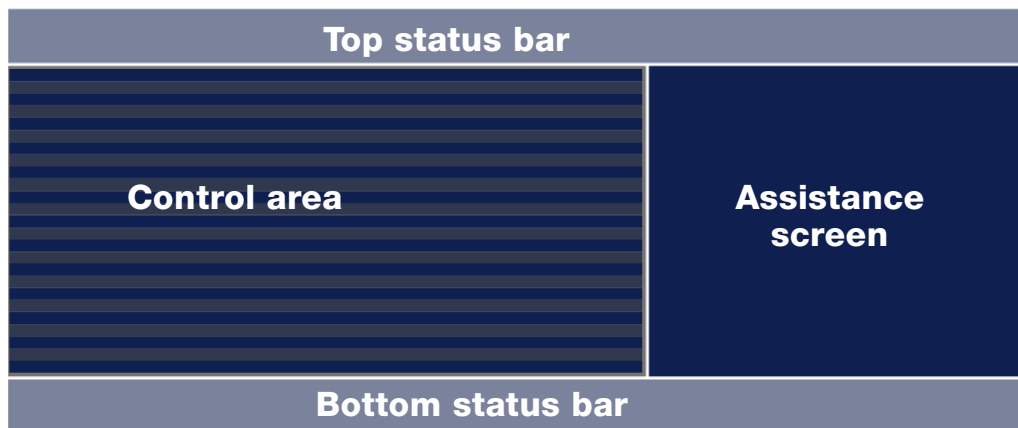 Top status bar
Control area
Assistance
screen
Bottom status bar